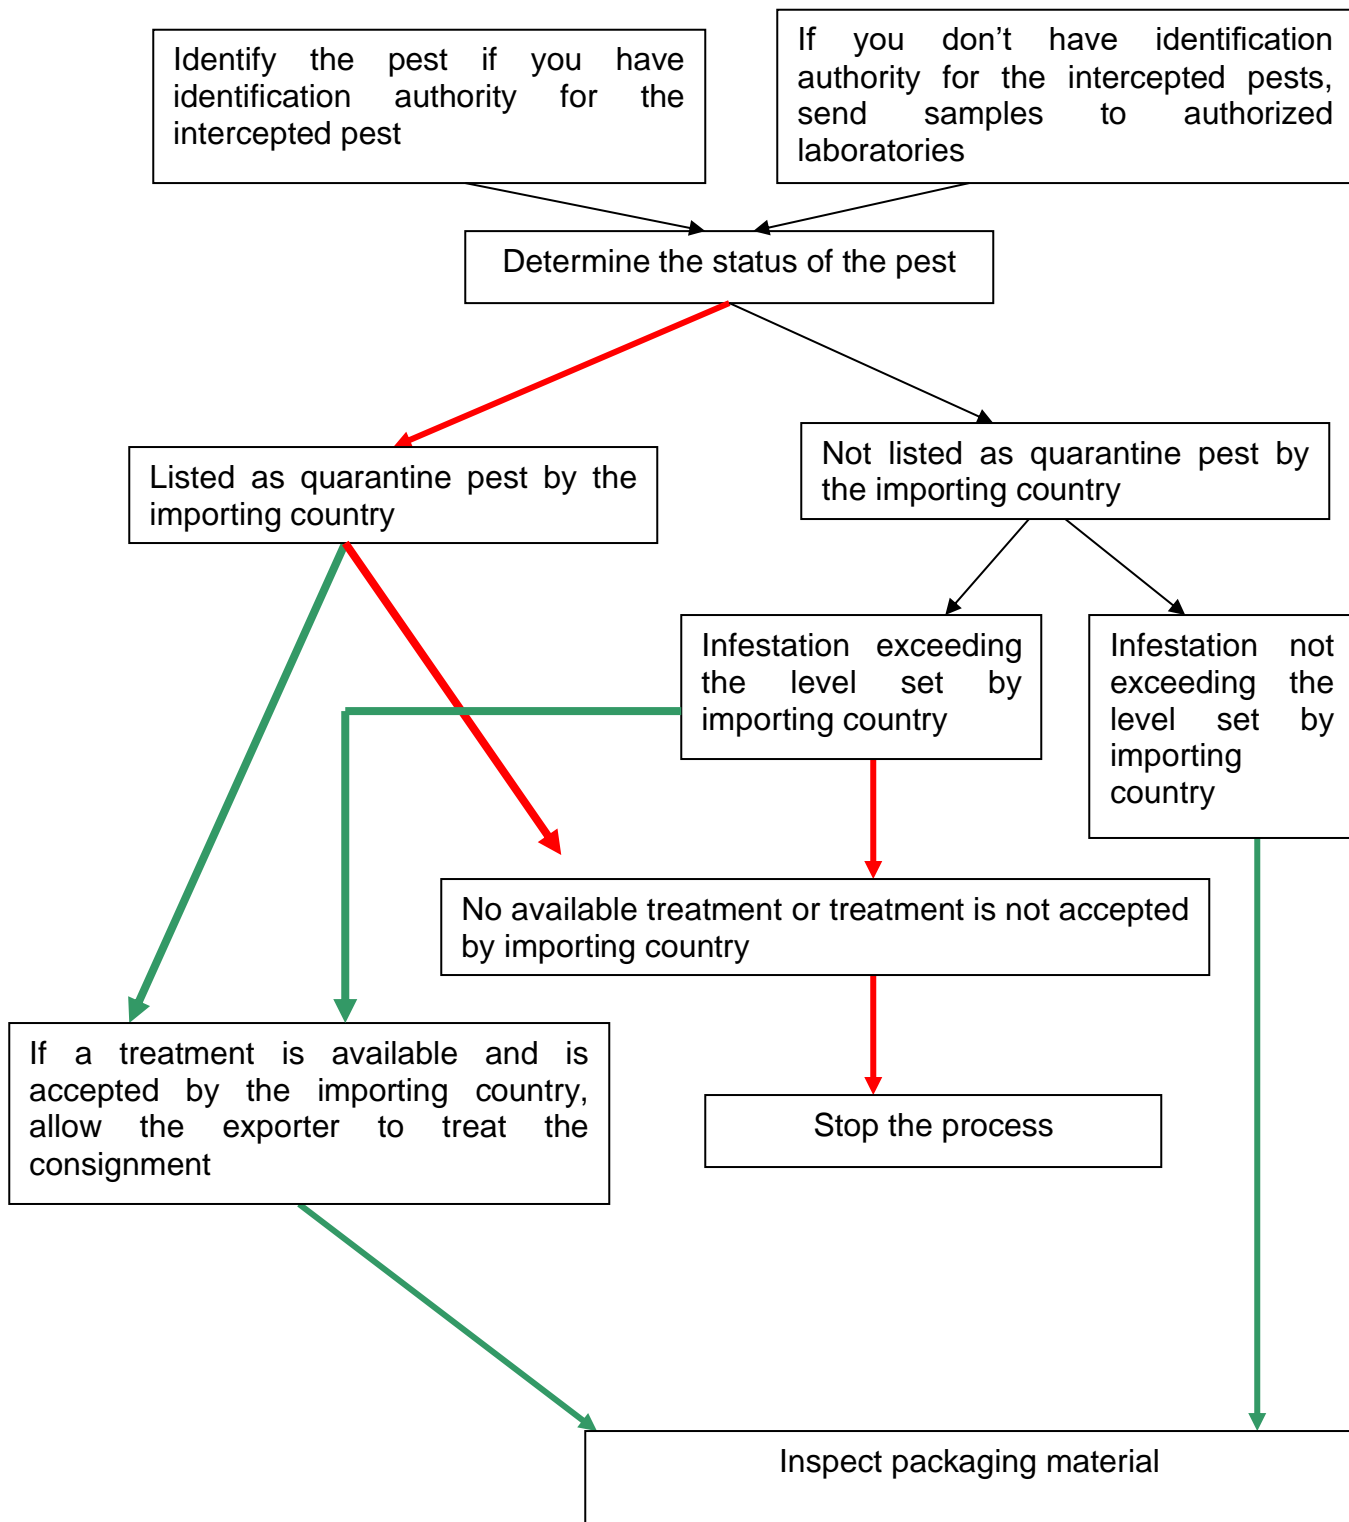 Identify the pest if you have
identification authority for the
intercepted pest
If you don’t have identification
authority for the intercepted pests,
send samples to authorized
laboratories
Determine the status of the pest
Listed as quarantine pest by the
importing country
Not listed as quarantine pest by
the importing country
Infestation exceeding
the level set by
importing country
Infestation not
exceeding the
level set by
importing
country
No available treatment or treatment is not accepted
by importing country
If a treatment is available and is
accepted by the importing country,
allow the exporter to treat the
consignment
Stop the process
Inspect packaging material